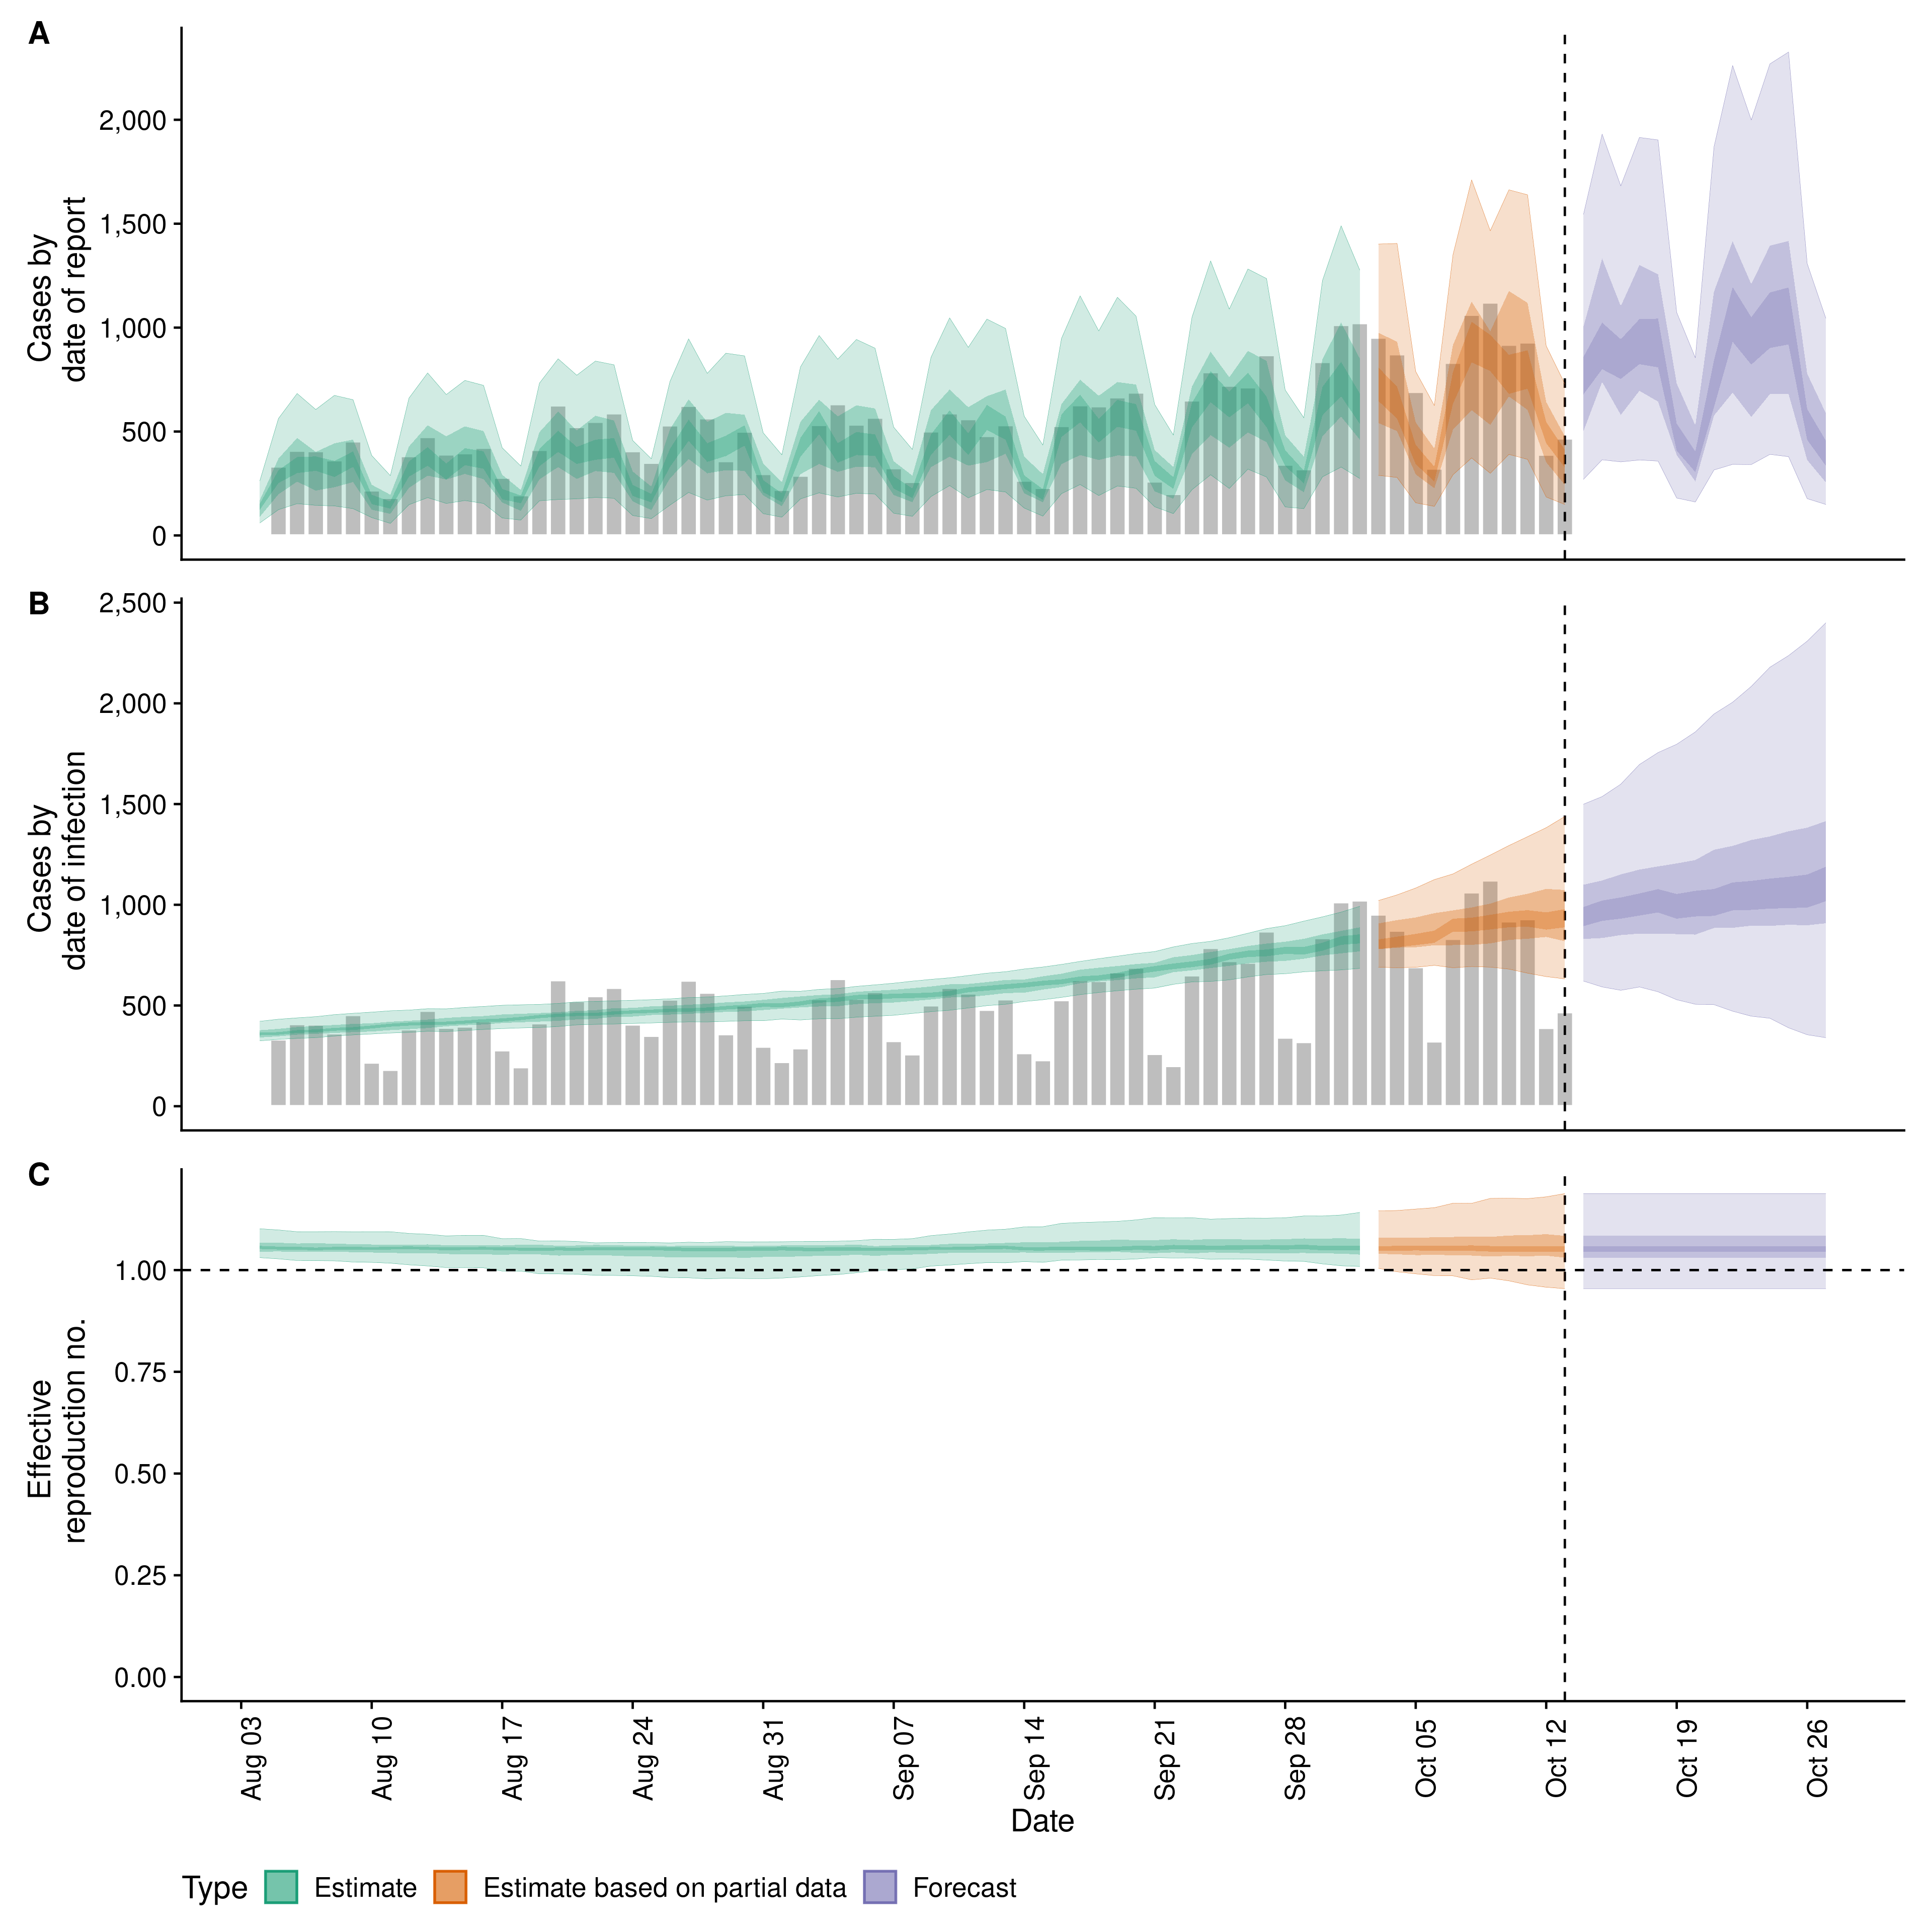 A
Cases by
date of report
2,000
1,500
1,000
500
0
B
Cases by
date of infection
2,500
2,000
1,500
1,000
500
0
C
Effective
reproduction no.
1.00
0.75
0.50
0.25
0.00
Aug 03
Aug 10
Aug 17
Aug 24
Aug 31
Sep 07
Sep 14
Sep 21
Sep 28
Oct 05
Oct 12
Oct 19
Oct 26
Date
Type
Estimate
Estimate based on partial data
Forecast